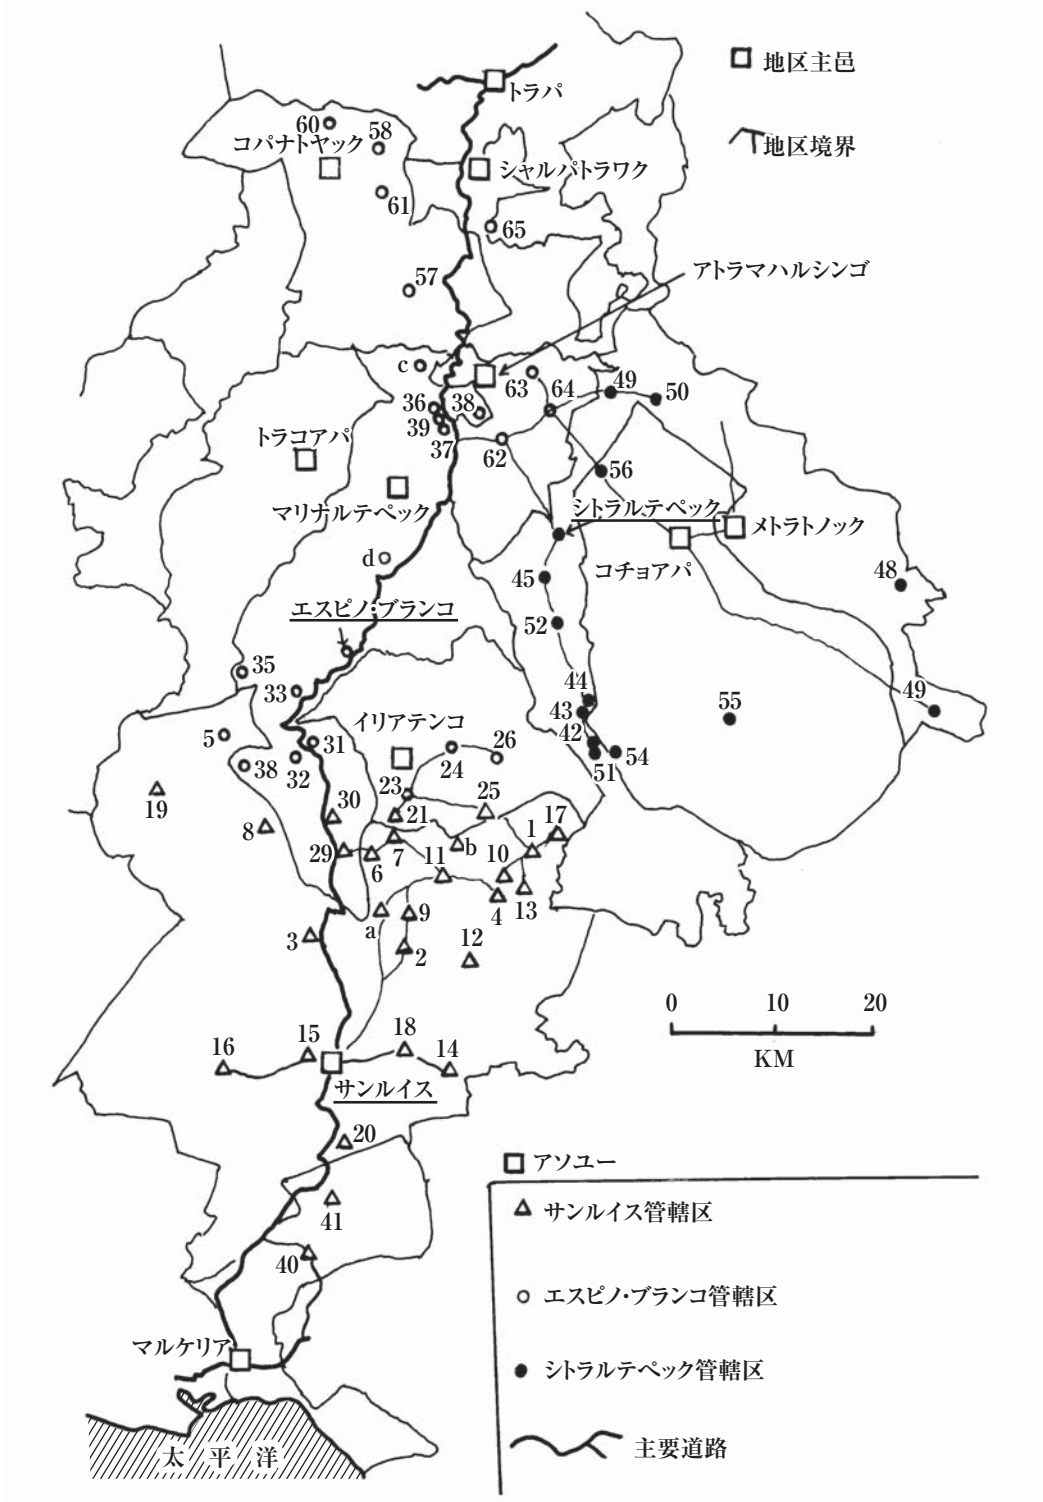 地区主邑
トラパ
60
58
コパナトヤック
地区境界
シャルパトラワク
61
65
57
アトラマハルシンゴ
c
63
64
49
50
36
38
39
37
62
トラコアパ
56
マリナルテペック
シトラルテペック
メトラトノック
d
45
コチョアパ
48
エスピノ・ブランコ
52
35
33
44
49
43
55
5
31
イリアテンコ
42
26
38
32
24
51
54
19
23
25
30
21
17
8
1
29
7
b
6
11
10
a
9
4
13
3
2
12
0 10 20
KM
16
15
18
14
サンルイス
20
アソユー
41
サンルイス管轄区
40
エスピノ・ブランコ管轄区
マルケリア
シトラルテペック管轄区
主要道路
太平洋